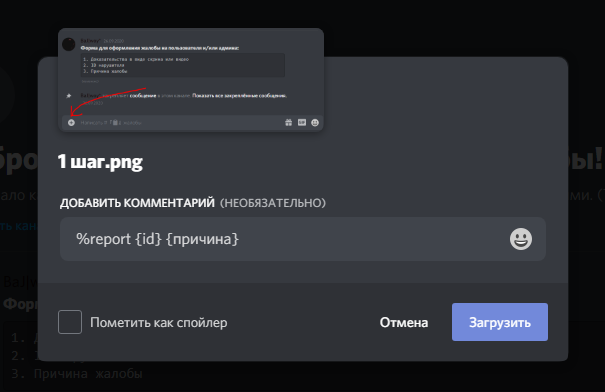 Форма для оформления жалобы на пользователя и/или админа:
1. Доказательства в виде скрина или видео
2. ID нарушителя
3. Причина жалобы
сообщение
Показать все закреплённые сообщения.
1 шаг.png
ДОБАВИТЬ КОММЕНТАРИЙ (НЕОБЯЗАТЕЛЬНО)
%report {id} {причина}
Пометить как спойлер
Отмена
Загрузить
3. Причина жалобы